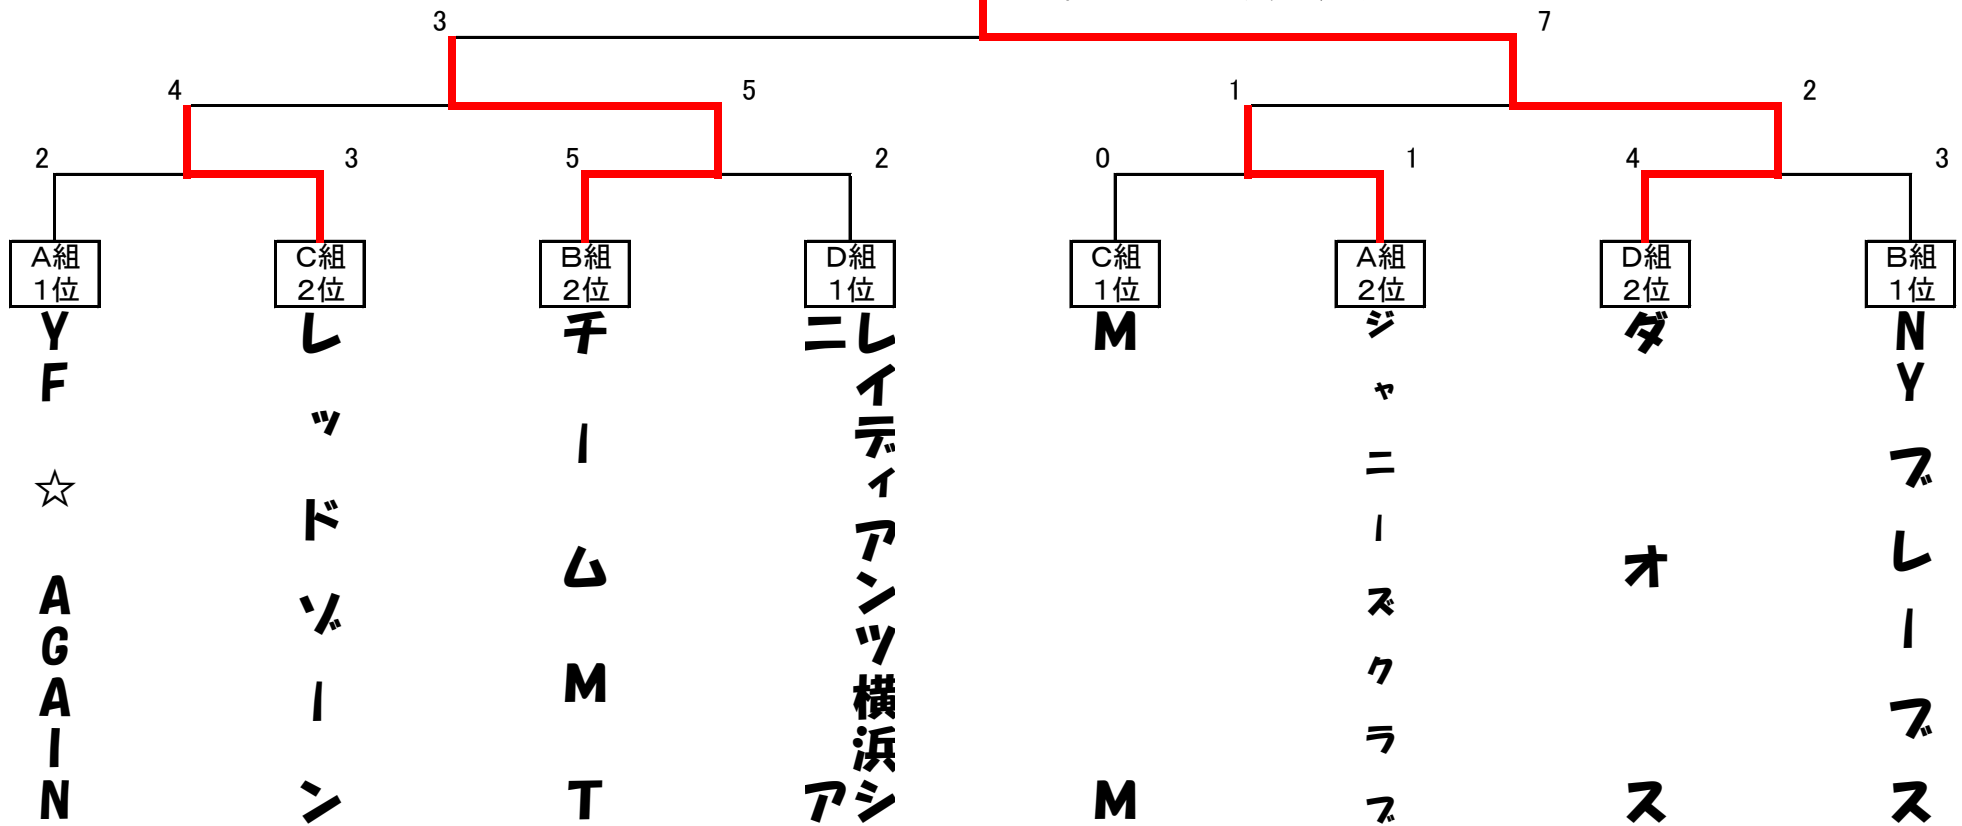 3 7
4 5 1 2
2 3 5 2 0 1 4 3
A組 1位
C組 2位
B組 2位
D組 1位
C組 1位
A組 2位
D組 2位
B組 1位
YF ☆ AGAIN
レッドゾーン
チームMT
レイディアンツ横浜シ
ニア
MM
ジャニーズクラブ
ダオス
NYブレーブス